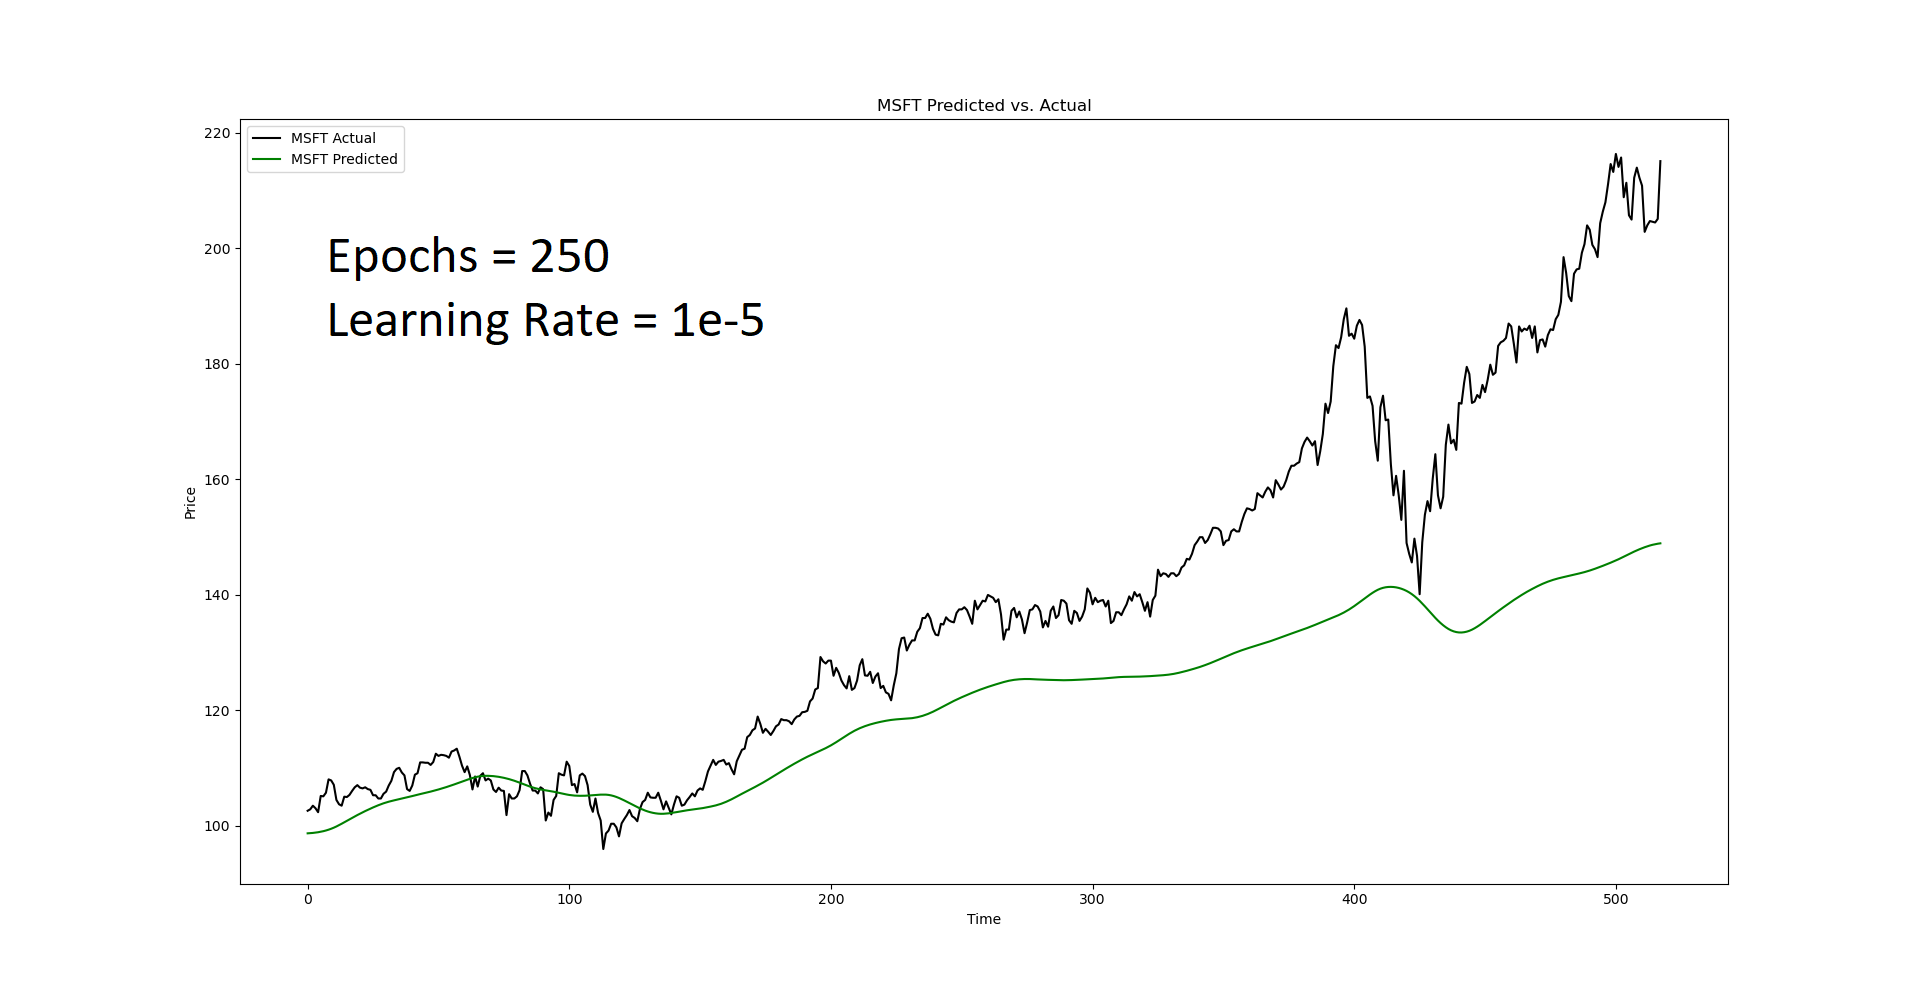 MSFT Predicted vs. Actual
MSFT Actual
MSFT Predicted
Epochs = 250
Learning Rate = 1e-5
Price
220
200
180
160
140
120
100
0 100 200 300 400 500
Time